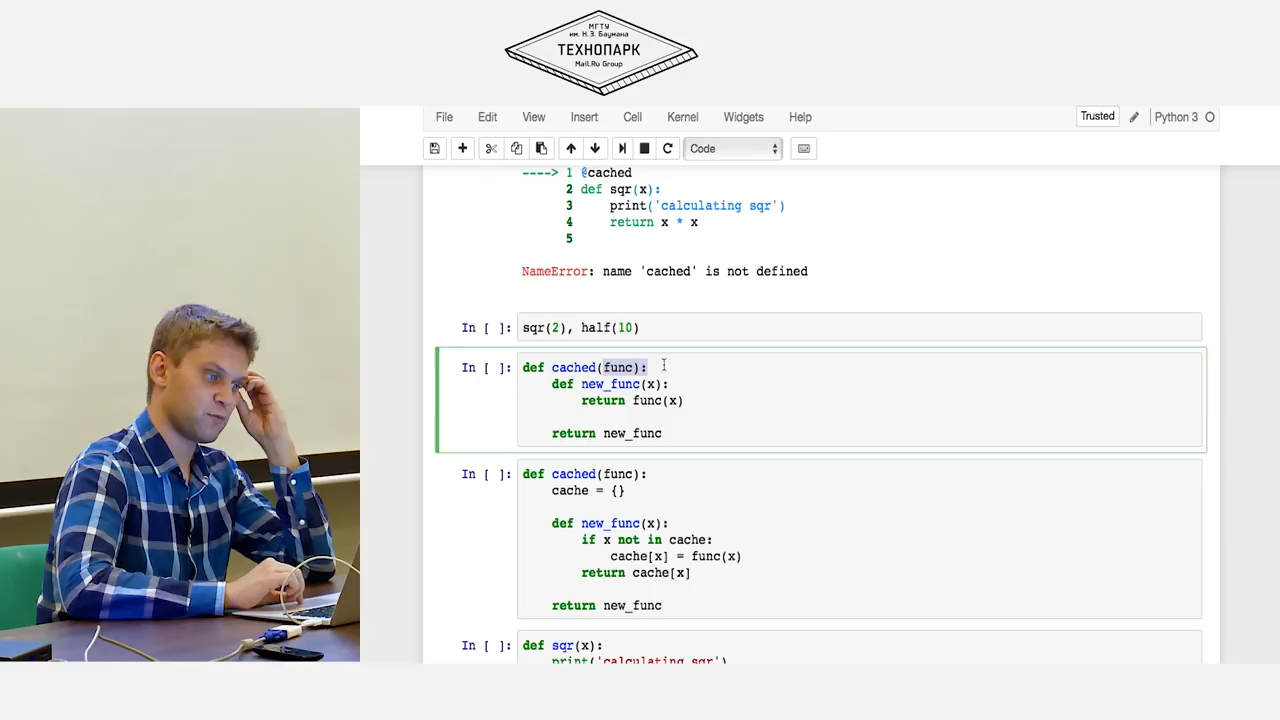 МГТУ
им. Н.Э. Баумана
ТЕХНОПАРК
Mail.Ru Group
File Edit View Insert Cell Kernel Widgets Help
Trusted Python 3
Code
----> 1 @cached
2 def sqr(x):
3 print('calculating sqr')
4 return x * x
5
NameError: name 'cached' is not defined
In [ ]: sqr(2), half(10)
In [ ]: def cached(func):
def new_func(x):
return func(x)
return new_func
In [ ]: def cached(func):
cache = {}
def new_func(x):
if x not in cache:
cache[x] = func(x)
return cache[x]
return new_func
In [ ]: def sqr(x):
print('calculating sqr')